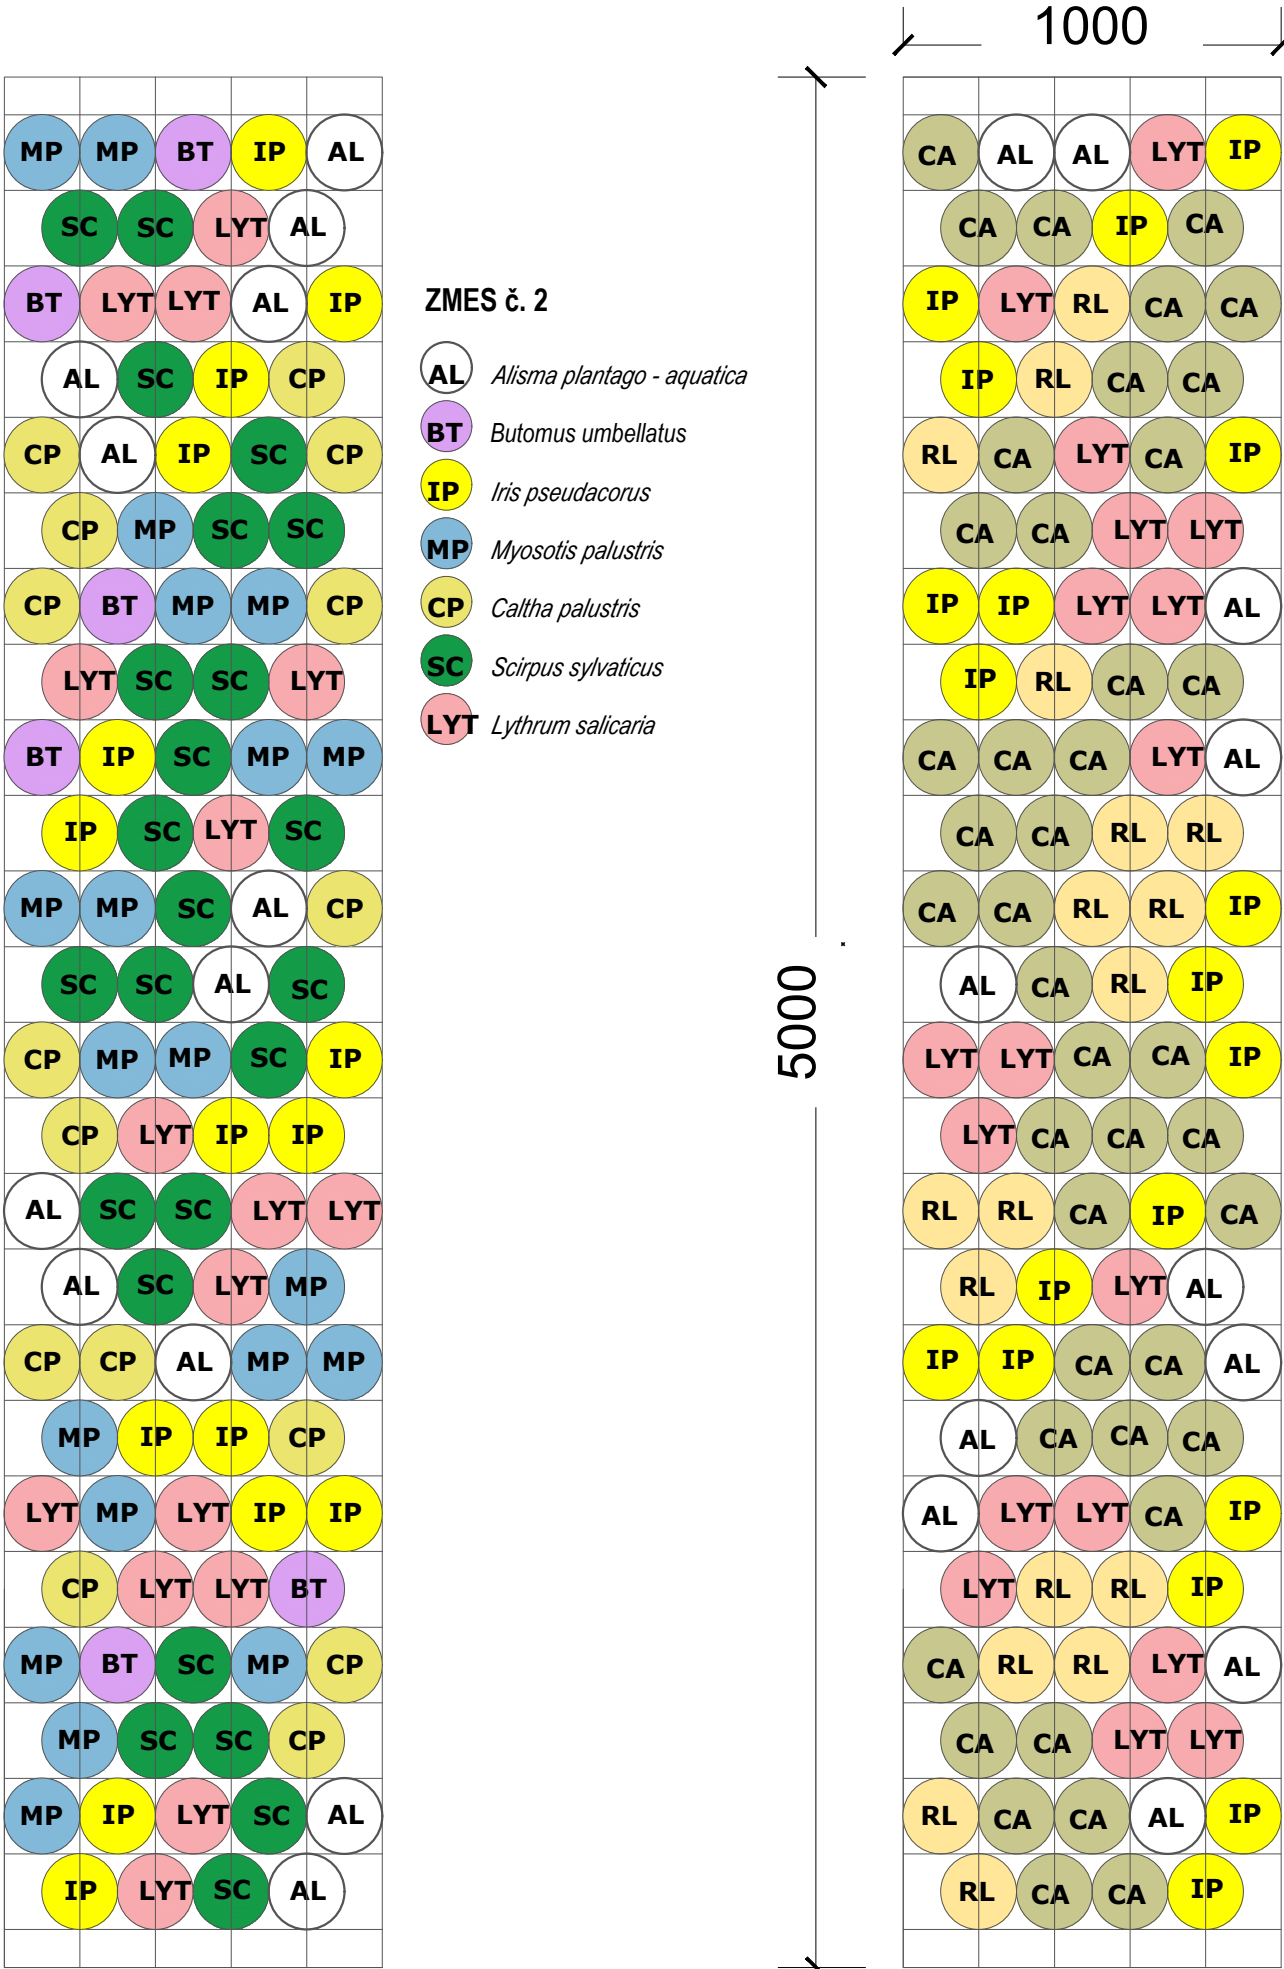 1000
MP MP BT IP AL
SC SC LYT AL
BT LYT LYT AL IP
AL SC IP CP
CP AL IP SC CP
CP MP SC SC
CP BT MP MP CP
LYT SC SC LYT
BT IP SC MP MP
IP SC LYT SC
MP MP SC AL CP
SC SC AL SC
CP MP MP SC IP
CP LYT IP IP
AL SC SC LYT LYT
AL SC LYT MP
CP CP AL MP MP
MP IP IP CP
LYT MP LYT IP IP
CP LYT LYT BT
MP BT SC MP CP
MP SC SC CP
MP IP LYT SC AL
IP LYT SC AL
ZMES č. 2
AL Alisma plantago - aquatica
BT Butomus umbellatus
IP Iris pseudacorus
MP Myosotis palustris
CP Caltha palustris
SC Scirpus sylvaticus
LYT Lythrum salicaria
5000
CA AL AL LYT IP
CA CA IP CA
IP LYT RL CA CA
IP RL CA CA
RL CA LYT CA IP
CA CA LYT LYT
IP IP LYT LYT AL
IP RL CA CA
CA CA CA LYT AL
CA CA RL RL
CA CA RL RL IP
AL CA RL IP
LYT LYT CA CA IP
LYT CA CA CA
RL RL CA IP CA
RL IP LYT AL
IP IP CA CA AL
AL CA CA CA
AL LYT LYT CA IP
LYT RL RL IP
CA RL RL LYT AL
CA CA LYT LYT
RL CA CA AL IP
RL CA CA IP